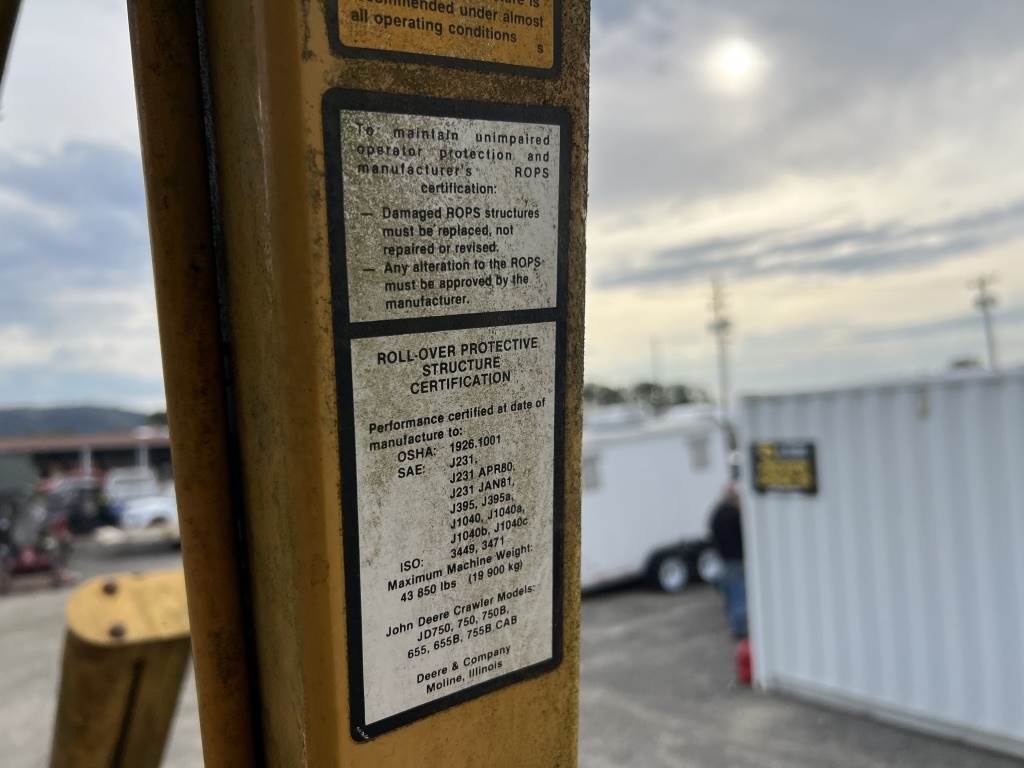 commended under almost
all operating conditions
s
To maintain unimpaired
operator protection and
manufacturer's ROPS
certification:
— Damaged ROPS structures
must be replaced, not
repaired or revised.
— Any alteration to the ROPS
must be approved by the
manufacturer.
ROLL-OVER PROTECTIVE
STRUCTURE
CERTIFICATION
Performance certified at date of
manufacture to:
OSHA: 1926.1001
SAE: J231,
J231 APR80,
J231 JAN81,
J395, J395a,
J1040, J1040a,
J1040b, J1040c
ISO: 3449, 3471
Maximum Machine Weight:
43 850 lbs (19 900 kg)
John Deere Crawler Models:
JD750, 750, 750B,
655, 655B, 755B CAB
Deere & Company
Moline, Illinois